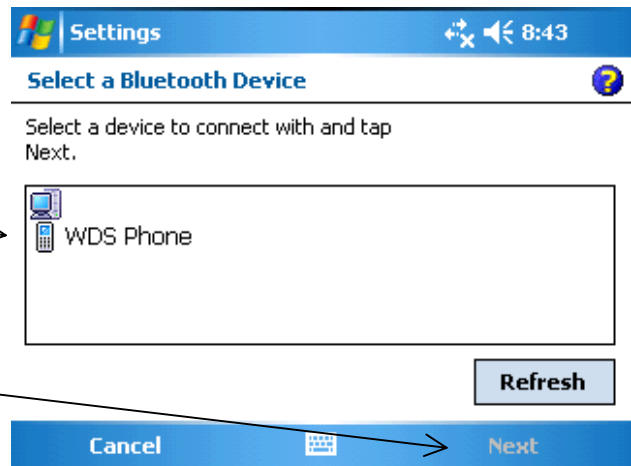 Settings 8:43
Select a Bluetooth Device
Select a device to connect with and tap
Next.
WDS Phone
Refresh
Cancel Next